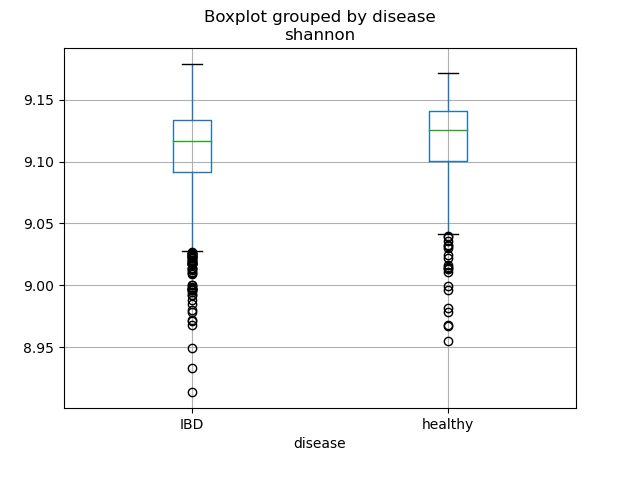 Boxplot grouped by disease
shannon
9.15
9.10
9.05
9.00
8.95
IBD
healthy
disease